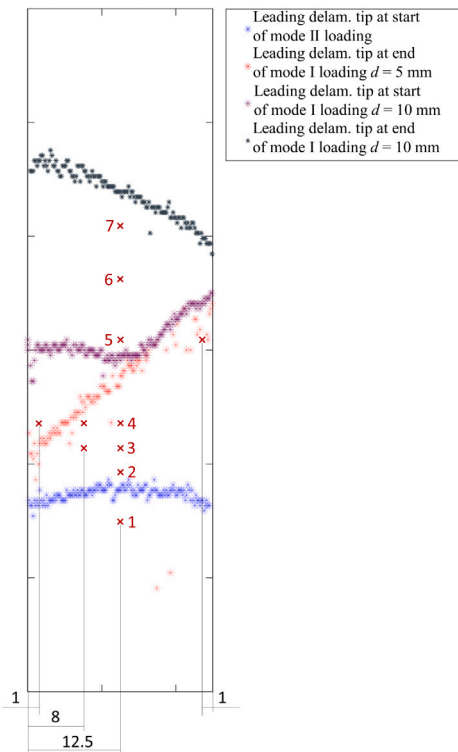 Leading delam. tip at start
of mode II loading
Leading delam. tip at end
of mode I loading d = 5 mm
Leading delam. tip at start
of mode I loading d = 10 mm
Leading delam. tip at end
of mode I loading d = 10 mm
7
6
5
4
3
2
1
1
1
8
12.5